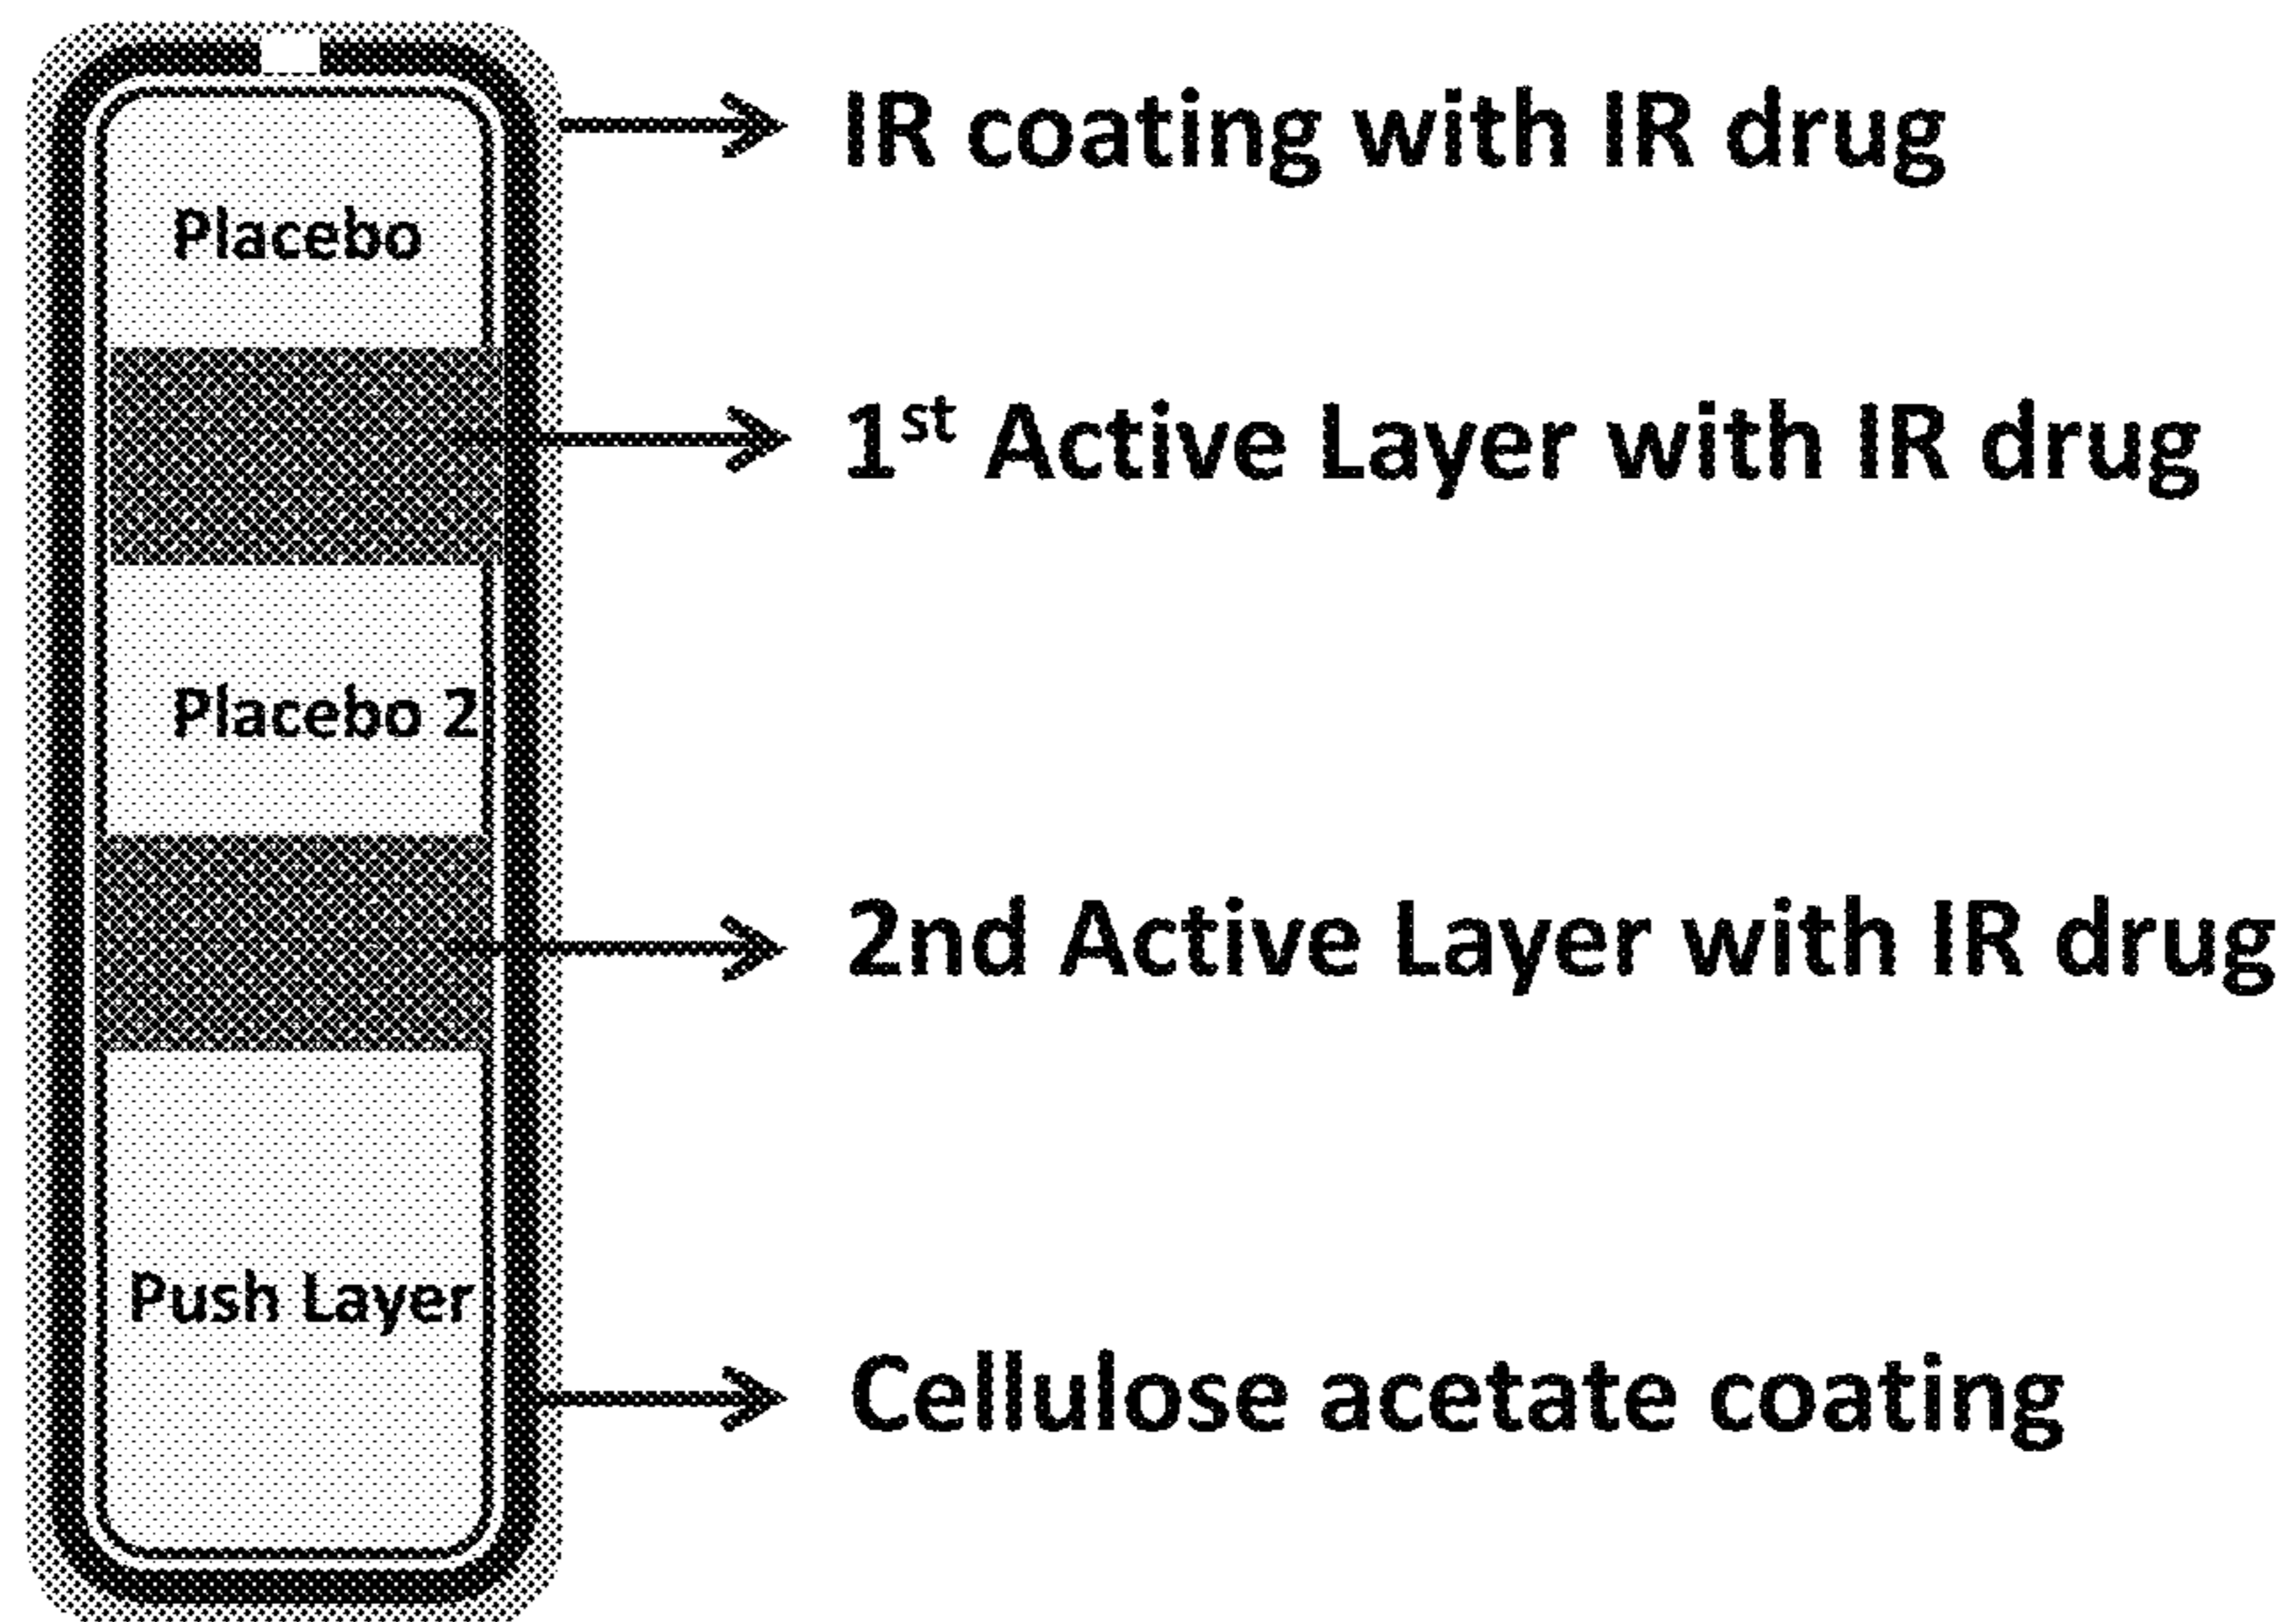 IR coating with IR drug
Placebo
1st Active Layer with IR drug
Placebo 2
2nd Active Layer with IR drug
Push Layer
Cellulose acetate coating